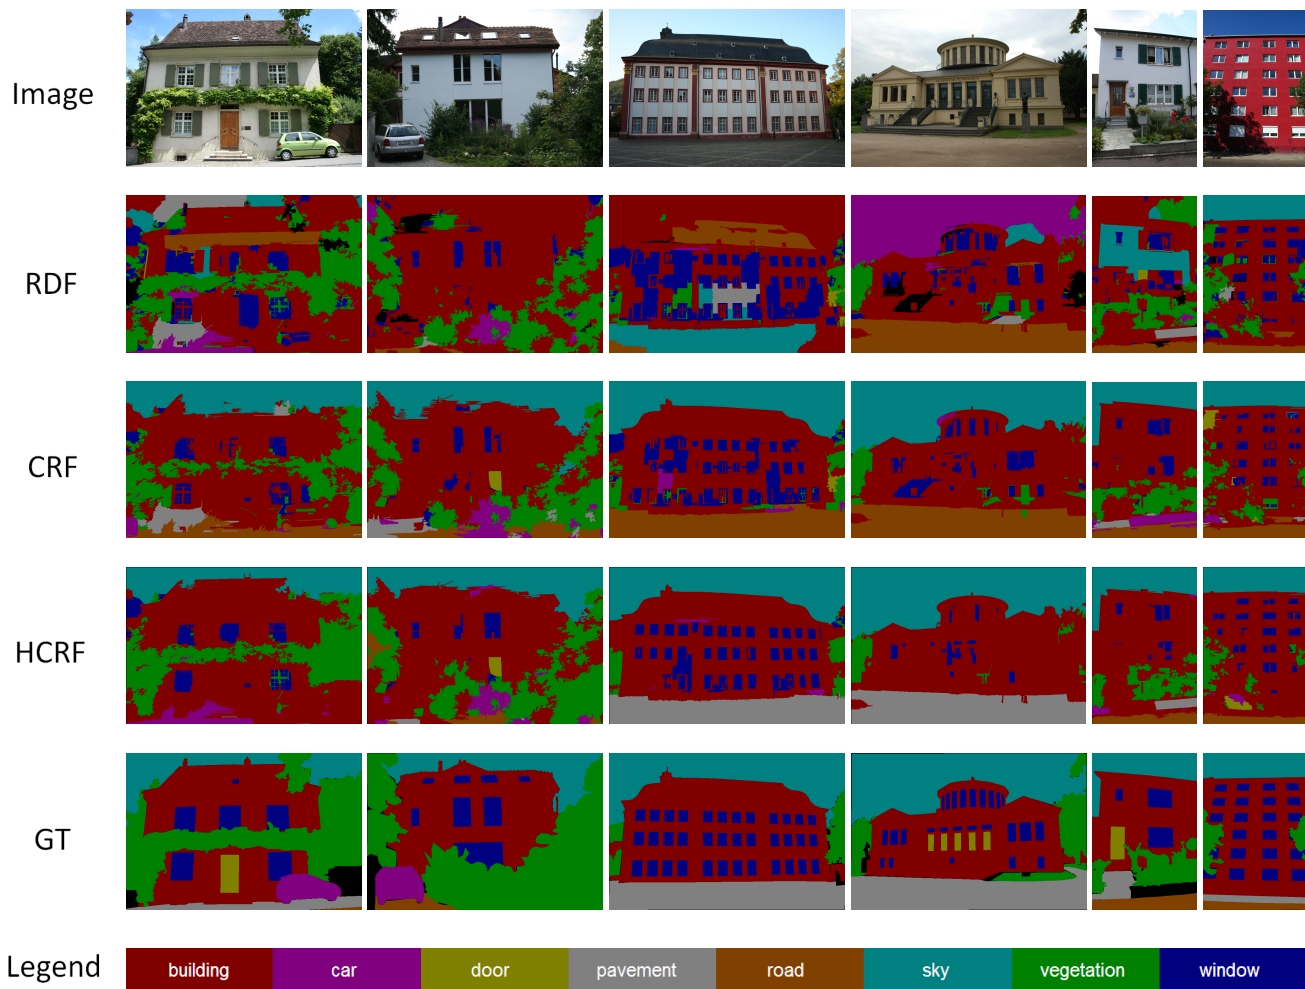 Image
RDF
CRF
HCRF
GT
Legend building car door pavement road sky vegetation window